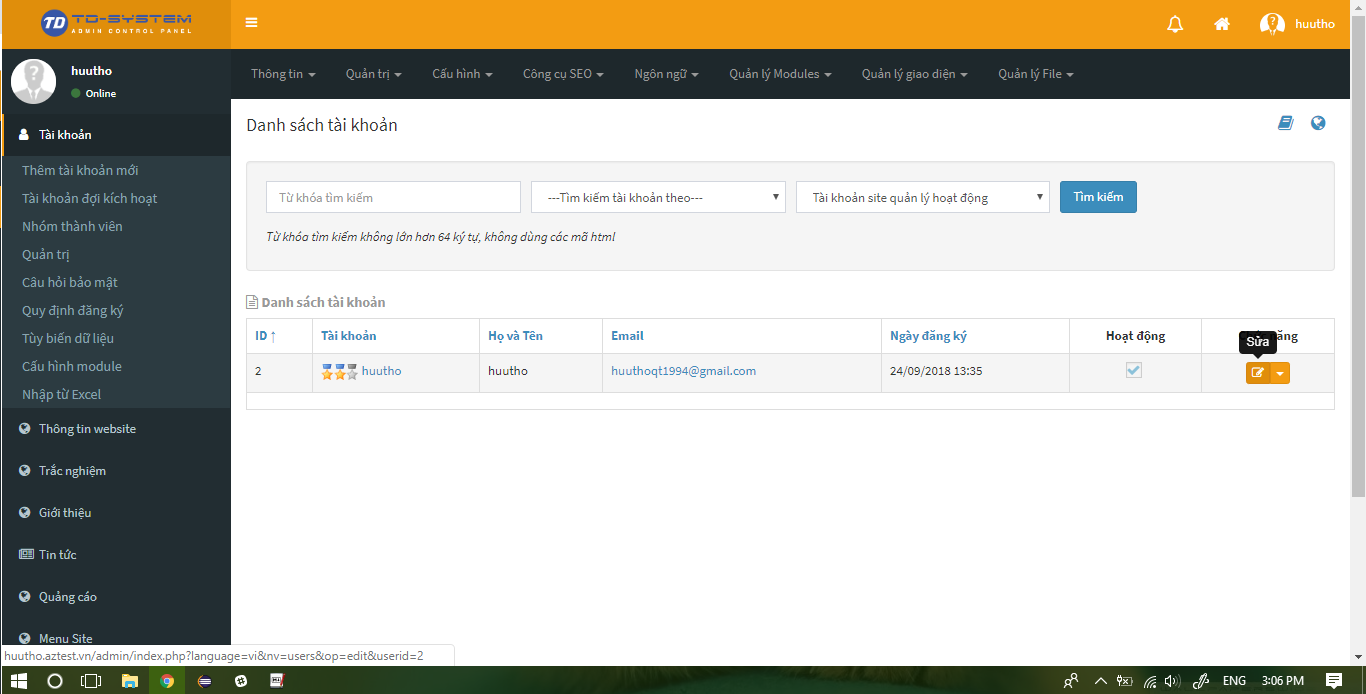 TD TD-SYSTEM
ADMIN CONTROL PANEL
huutho
huutho
Online
Thông tin
Quản trị
Cấu hình
Công cụ SEO
Ngôn ngữ
Quản lý Modules
Quản lý giao diện
Quản lý File
Tài khoản
Thêm tài khoản mới
Tài khoản đợi kích hoạt
Nhóm thành viên
Quản trị
Câu hỏi bảo mật
Quy định đăng ký
Tùy biến dữ liệu
Cấu hình module
Nhập từ Excel
Thông tin website
Trắc nghiệm
Giới thiệu
Tin tức
Quảng cáo
Menu Site
Danh sách tài khoản
Từ khóa tìm kiếm
---Tìm kiếm tài khoản theo---
Tài khoản site quản lý hoạt động
Tìm kiếm
Từ khóa tìm kiếm không lớn hơn 64 ký tự, không dùng các mã html
Danh sách tài khoản
ID ↑ Tài khoản Họ và Tên Email Ngày đăng ký Hoạt động
Sửa
2 huutho huutho huuthoqt1994@gmail.com 24/09/2018 13:35
huutho.aztest.vn/admin/index.php?language=vi&nv=users&op=edit&userid=2
ENG 3:06 PM